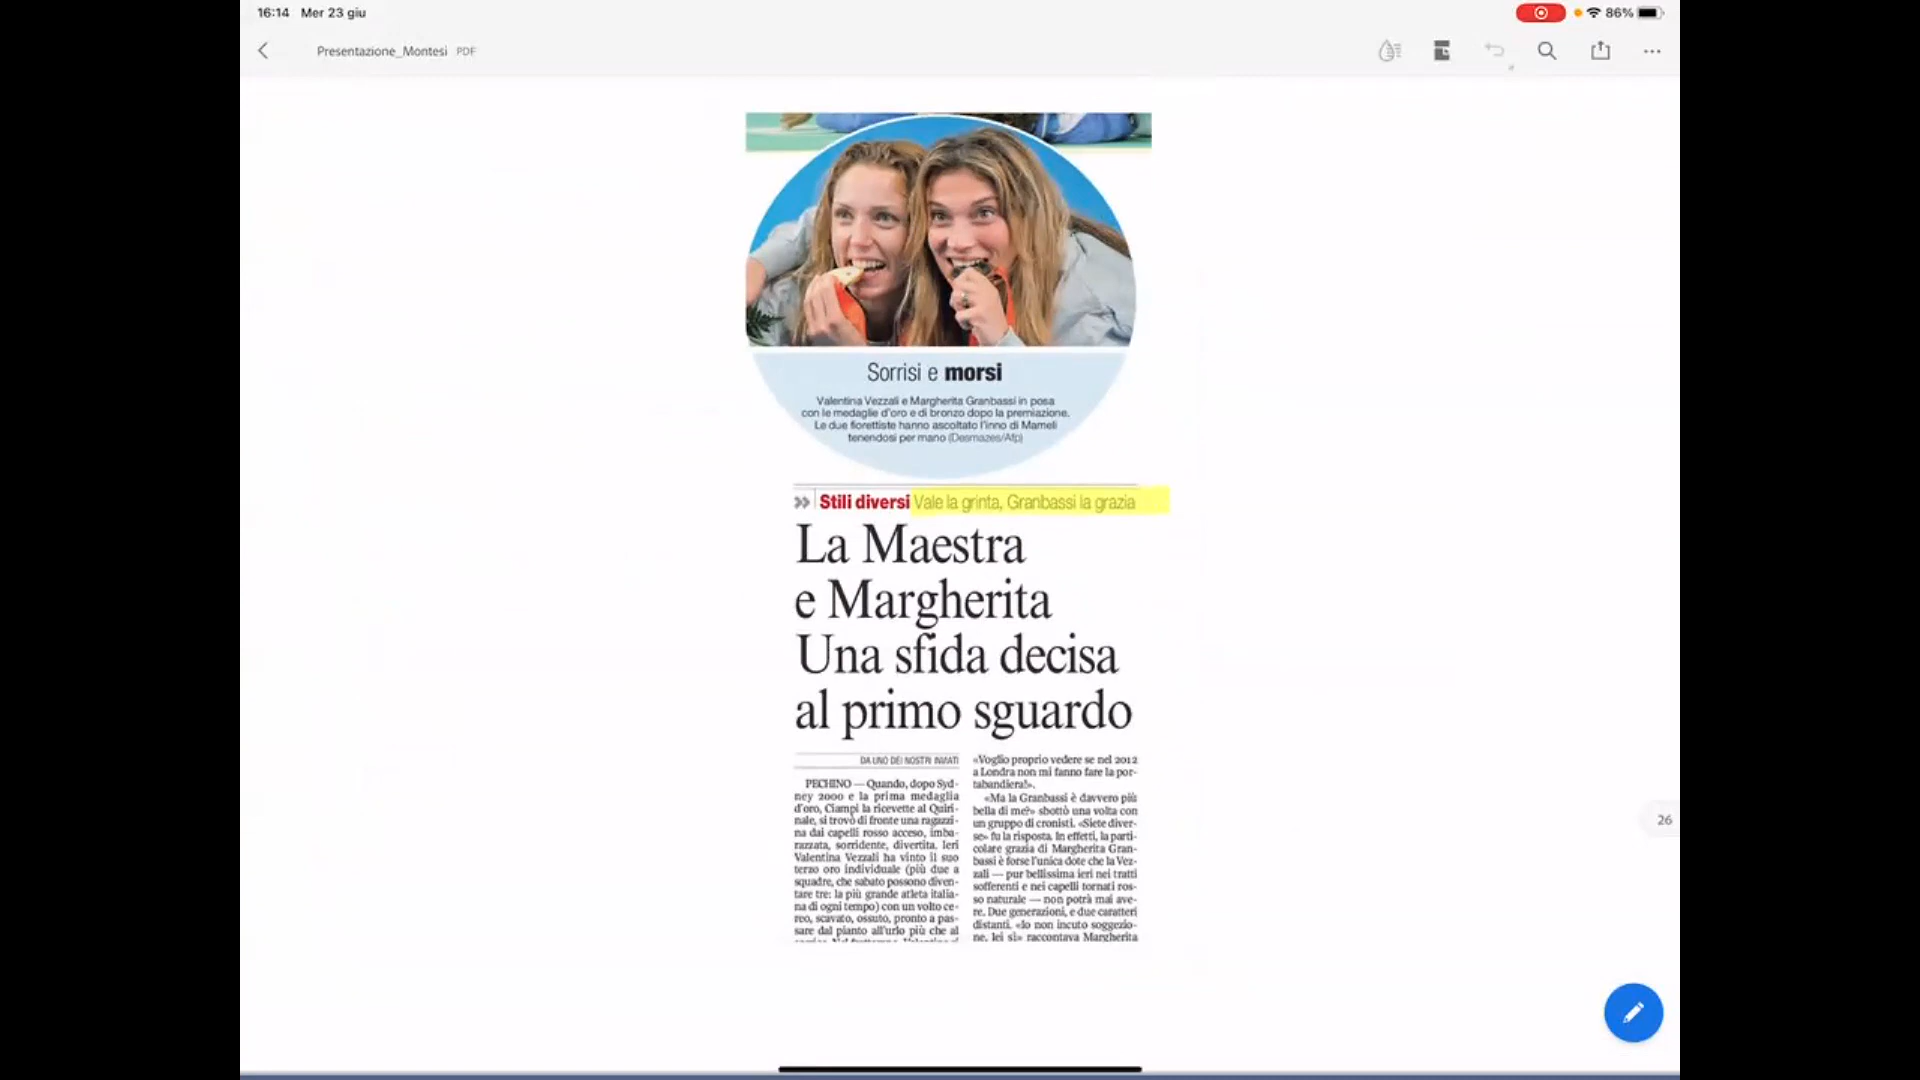 16:14 Mer 23 giu
86%
Presentazione_Montesi PDF
Sorrisi e morsi
Valentina Vezzali e Margherita Granbassi in posa
con le medaglie d'oro e di bronzo dopo la premiazione.
Le due fiorettiste hanno ascoltato l'inno di Mameli
tenendosi per mano (Desmazes/Afp)
Stili diversi Vale la grinta, Granbassi la grazia
La Maestra
e Margherita
Una sfida decisa
al primo sguardo
DA UNO DEI NOSTRI INVIATI
PECHINO — Quando, dopo Syd-
ney 2000 e la prima medaglia
d'oro, Ciampi la ricevette al Quiri-
nale, si trovò di fronte una ragazzi-
na dai capelli rosso acceso, imba-
razzata, sorridente, divertita. Ieri
Valentina Vezzali ha vinto il suo
terzo oro individuale (più due a
squadre, che sabato possono diven-
tare tre: la più grande atleta italia-
na di ogni tempo) con un volto ce-
reo, scavato, ossuto, pronto a pas-
sare dal pianto all'urlo più che al
«Voglio proprio vedere se nel 2012
a Londra non mi fanno fare la por-
tabandiera!».
«Ma la Granbassi è davvero più
bella di me?» sbottò una volta con
un gruppo di cronisti. «Siete diver-
se» fu la risposta. In effetti, la parti-
colare grazia di Margherita Gran-
bassi è forse l'unica dote che la Vez-
zali — pur bellissima ieri nei tratti
sofferenti e nei capelli tornati ros-
so naturale — non potrà mai ave-
re. Due generazioni, e due caratteri
distanti. «Io non incuto soggezio-
ne, lei sì» raccontava Margherita
26